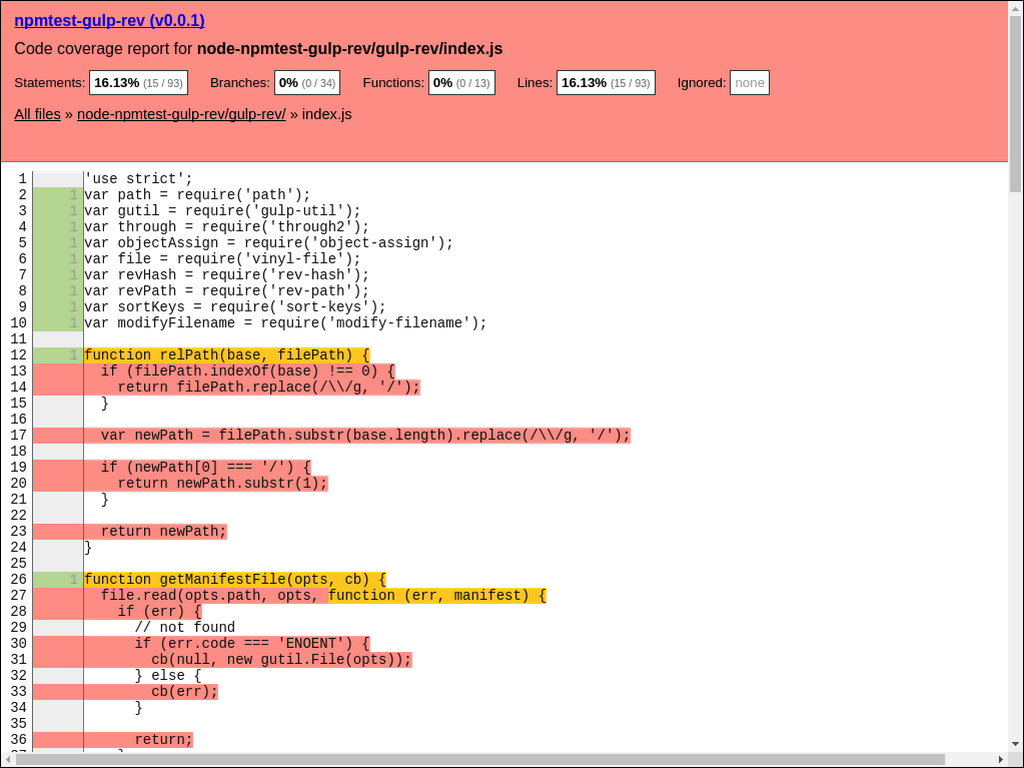 npmtest-gulp-rev (v0.0.1)
Code coverage report for node-npmtest-gulp-rev/gulp-rev/index.js
Statements: 16.13% (15 / 93) Branches: 0% (0 / 34) Functions: 0% (0 / 13) Lines: 16.13% (15 / 93) Ignored: none
All files » node-npmtest-gulp-rev/gulp-rev/ » index.js
1 'use strict';
2 1 var path = require('path');
3 1 var gutil = require('gulp-util');
4 1 var through = require('through2');
5 1 var objectAssign = require('object-assign');
6 1 var file = require('vinyl-file');
7 1 var revHash = require('rev-hash');
8 1 var revPath = require('rev-path');
9 1 var sortKeys = require('sort-keys');
10 1 var modifyFilename = require('modify-filename');
11
12 1 function relPath(base, filePath) {
13   if (filePath.indexOf(base) !== 0) {
14     return filePath.replace(/\\/g, '/');
15   }
16
17   var newPath = filePath.substr(base.length).replace(/\\/g, '/');
18
19   if (newPath[0] === '/') {
20     return newPath.substr(1);
21   }
22
23   return newPath;
24 }
25
26 1 function getManifestFile(opts, cb) {
27   file.read(opts.path, opts, function (err, manifest) {
28     if (err) {
29       // not found
30       if (err.code === 'ENOENT') {
31         cb(null, new gutil.File(opts));
32       } else {
33         cb(err);
34       }
35
36       return;